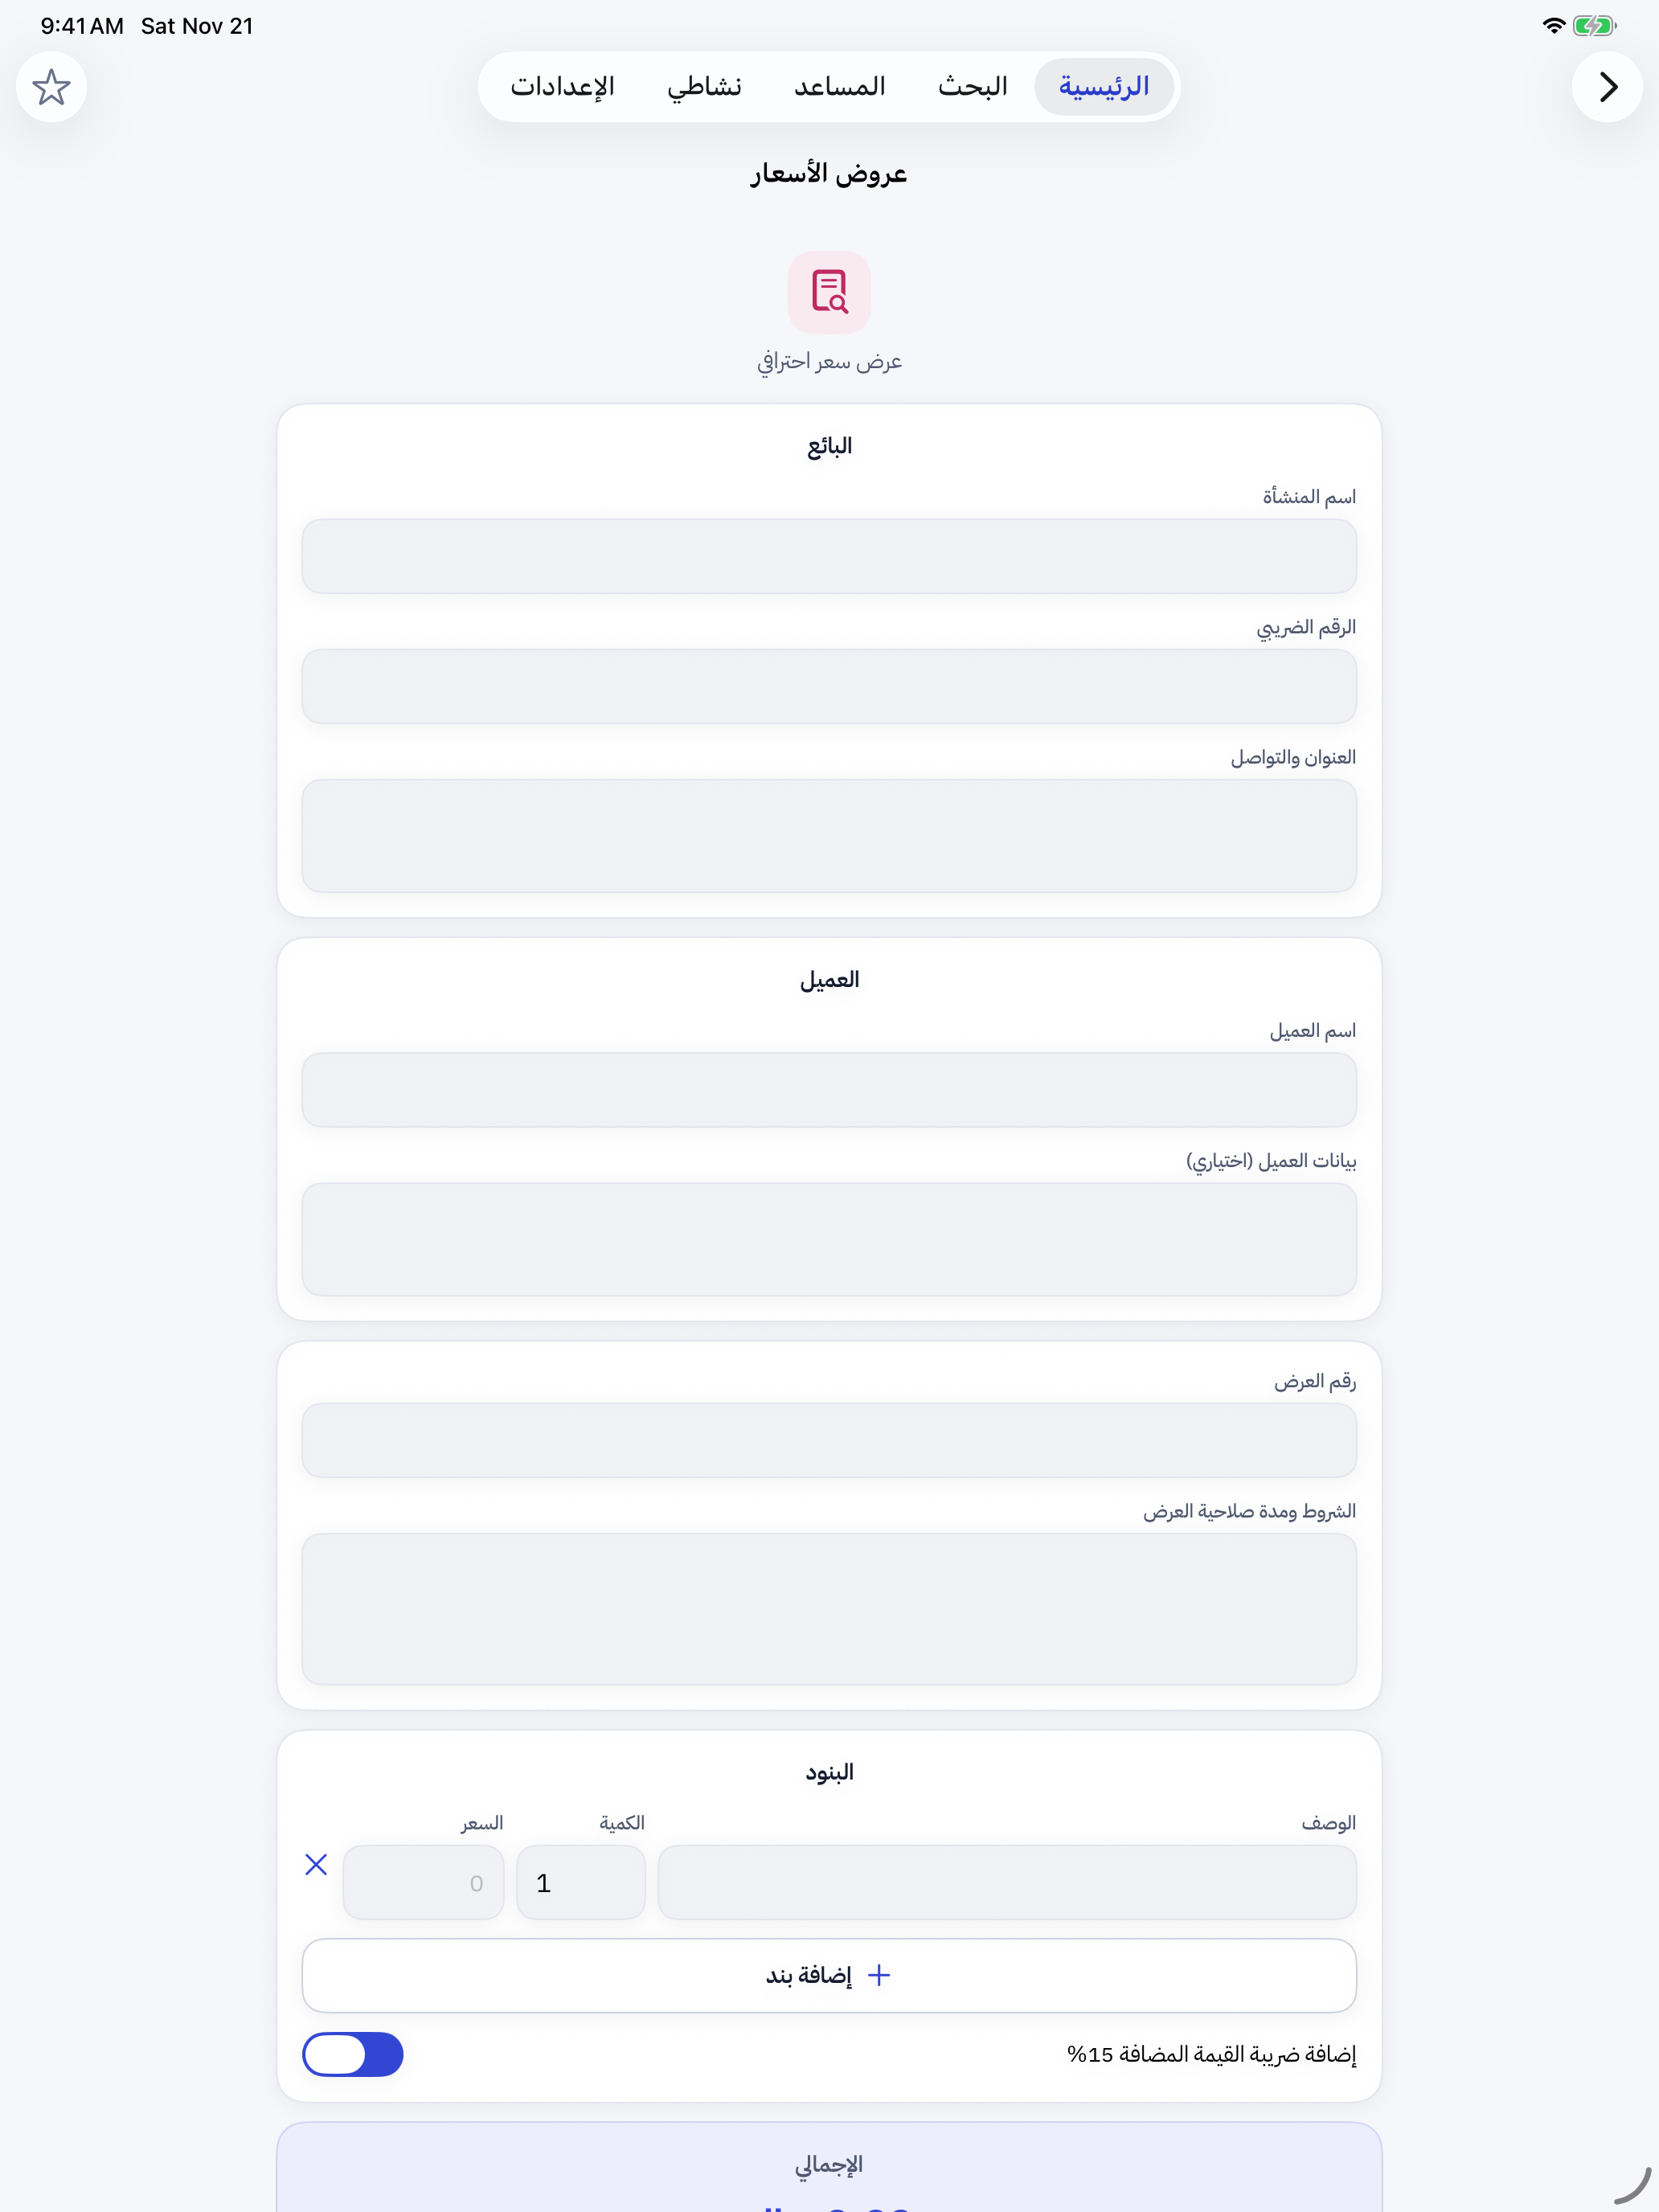 9:41 AM Sat Nov 21
الرئيسية البحث المساعد نشاطي الإعدادات
عروض الأسعار
عرض سعر احترافي
البائع
اسم المنشأة
الرقم الضريبي
العنوان والتواصل
العميل
اسم العميل
بيانات العميل (اختياري)
رقم العرض
الشروط ومدة صلاحية العرض
البنود
الوصف الكمية السعر
1 0
إضافة بند
إضافة ضريبة القيمة المضافة 15%
الإجمالي